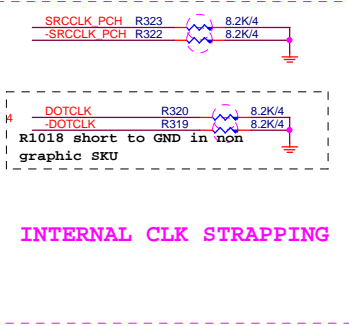 SRCCLK_PCH R323 8.2K/4
-SRCCLK_PCH R322 8.2K/4
4
DOTCLK R320 8.2K/4
-DOTCLK R319 8.2K/4
R1018 short to GND in non
graphic SKU
INTERNAL CLK STRAPPING